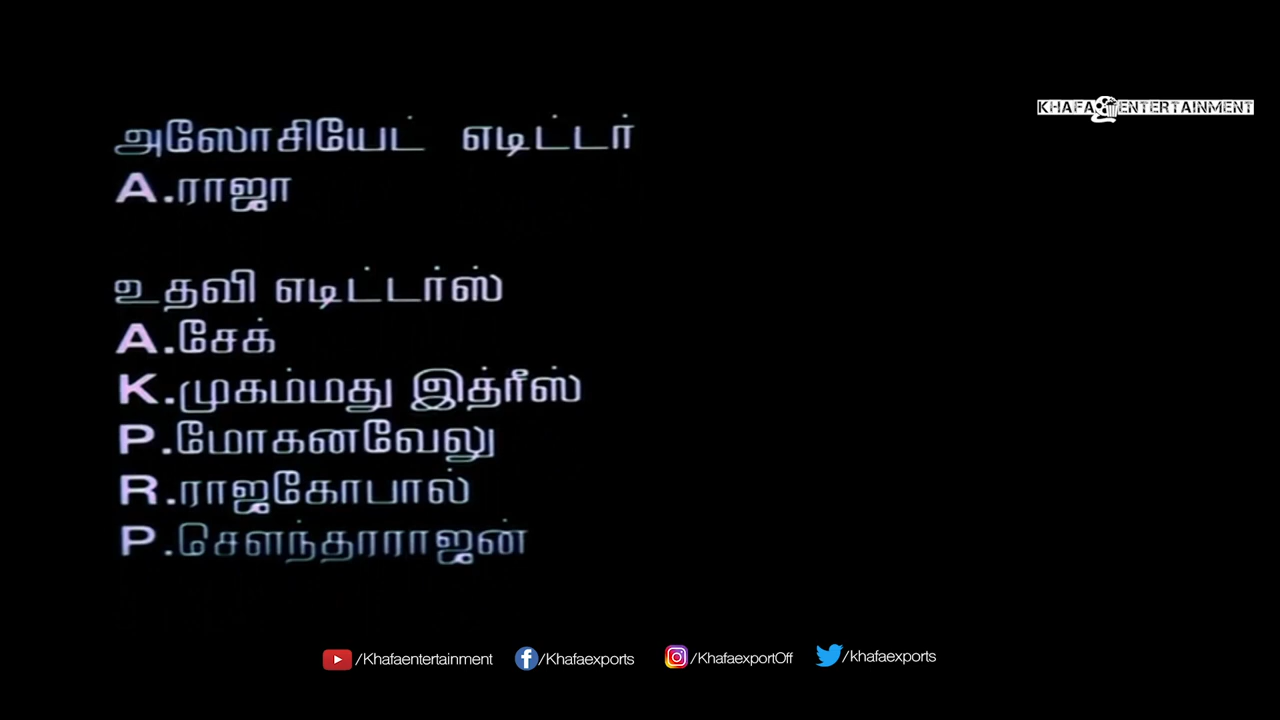 KHAFA ENTERTAINMENT
அஸோசியேட் எடிட்டர்
A.ராஜா
உதவி எடிட்டர்ஸ்
A.சேக்
K.முகம்மது இத்ரீஸ்
P.மோகனவேலு
R.ராஜகோபால்
P.சௌந்தரராஜன்
/Khafaentertainment /Khafaexports /KhafaexportOff /khafaexports